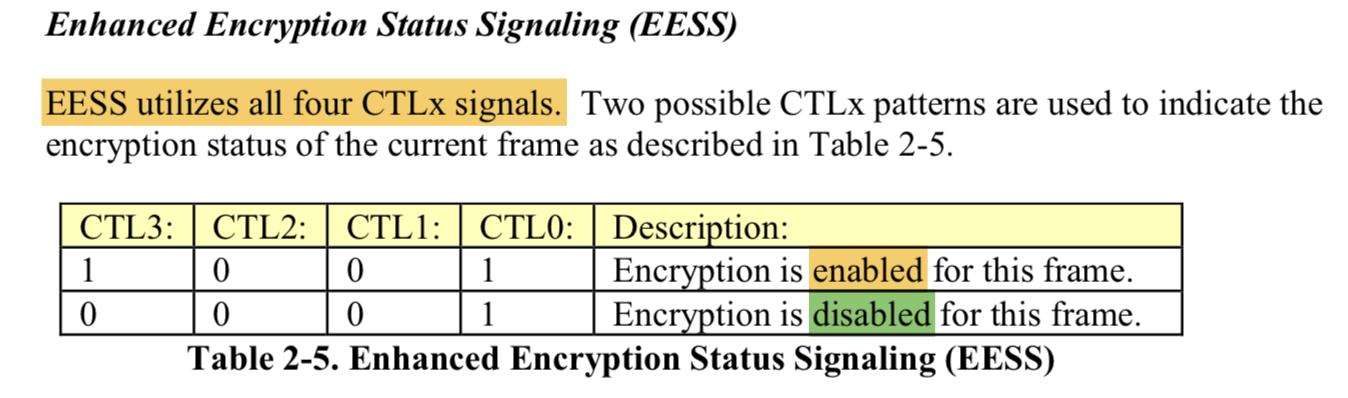 Enhanced Encryption Status Signaling (EESS)
EESS utilizes all four CTLx signals. Two possible CTLx patterns are used to indicate the
encryption status of the current frame as described in Table 2-5.
CTL3: CTL2: CTL1: CTL0: Description:
1 0 0 1 Encryption is enabled for this frame.
0 0 0 1 Encryption is disabled for this frame.
Table 2-5. Enhanced Encryption Status Signaling (EESS)